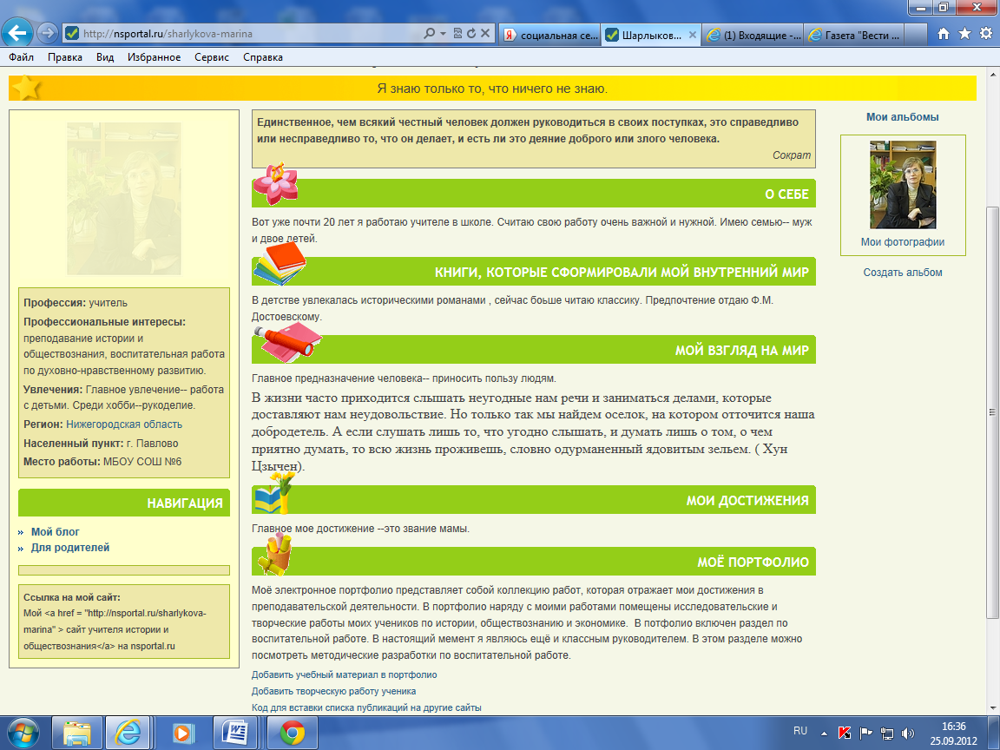 http://nsportal.ru/sharlykova-marina
социальная се...
Шарлыков...
(1) Входящие -...
Газета "Вести ...
Файл Правка Вид Избранное Сервис Справка
Я знаю только то, что ничего не знаю.
Профессия: учитель
Профессиональные интересы:
преподавание истории и
обществознания, воспитательная работа
по духовно-нравственному развитию.
Увлечения: Главное увлечение-- работа
с детьми. Среди хобби--рукоделие.
Регион: Нижегородская область
Населенный пункт: г. Павлово
Место работы: МБОУ СОШ №6
НАВИГАЦИЯ
» Мой блог
» Для родителей
Ссылка на мой сайт:
Мой <a href = "http://nsportal.ru/sharlykova-
marina" > сайт учителя истории и
обществознания</a> на nsportal.ru
Единственное, чем всякий честный человек должен руководиться в своих поступках, это справедливо
или несправедливо то, что он делает, и есть ли это деяние доброго или злого человека.
Сократ
О СЕБЕ
Вот уже почти 20 лет я работаю учителе в школе. Считаю свою работу очень важной и нужной. Имею семью-- муж
и двое детей.
КНИГИ, КОТОРЫЕ СФОРМИРОВАЛИ МОЙ ВНУТРЕННИЙ МИР
В детстве увлекалась историческими романами , сейчас боьше читаю классику. Предпочтение отдаю Ф.М.
Достоевскому.
МОЙ ВЗГЛЯД НА МИР
Главное предназначение человека-- приносить пользу людям.
В жизни часто приходится слышать неугодные нам речи и заниматься делами, которые
доставляют нам неудовольствие. Но только так мы найдем оселок, на котором отточится наша
добродетель. А если слушать лишь то, что угодно слышать, и думать лишь о том, о чем
приятно думать, то всю жизнь проживешь, словно одурманенный ядовитым зельем. ( Хун
Цзычен).
МОИ ДОСТИЖЕНИЯ
Главное мое достижение --это звание мамы.
МОЁ ПОРТФОЛИО
Моё электронное портфолио представляет собой коллекцию работ, которая отражает мои достижения в
преподавательской деятельности. В портфолио наряду с моими работами помещены исследовательские и
творческие работы моих учеников по истории, обществознанию и экономике. В потфолио включен раздел по
воспитательной работе. В настоящий мемент я являюсь ещё и классным руководителем. В этом разделе можно
посмотреть методические разработки по воспитательной работе.
Добавить учебный материал в портфолио
Добавить творческую работу ученика
Код для вставки списка публикаций на другие сайты
Мои альбомы
Мои фотографии
Создать альбом
RU
16:36
25.09.2012